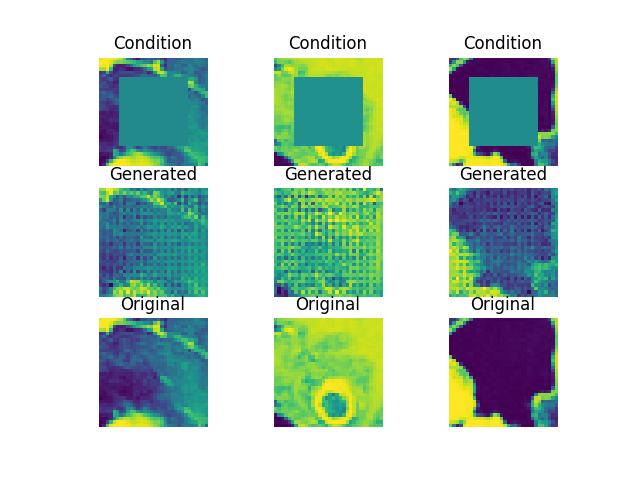 Condition Condition Condition
Generated Generated Generated
Original Original Original